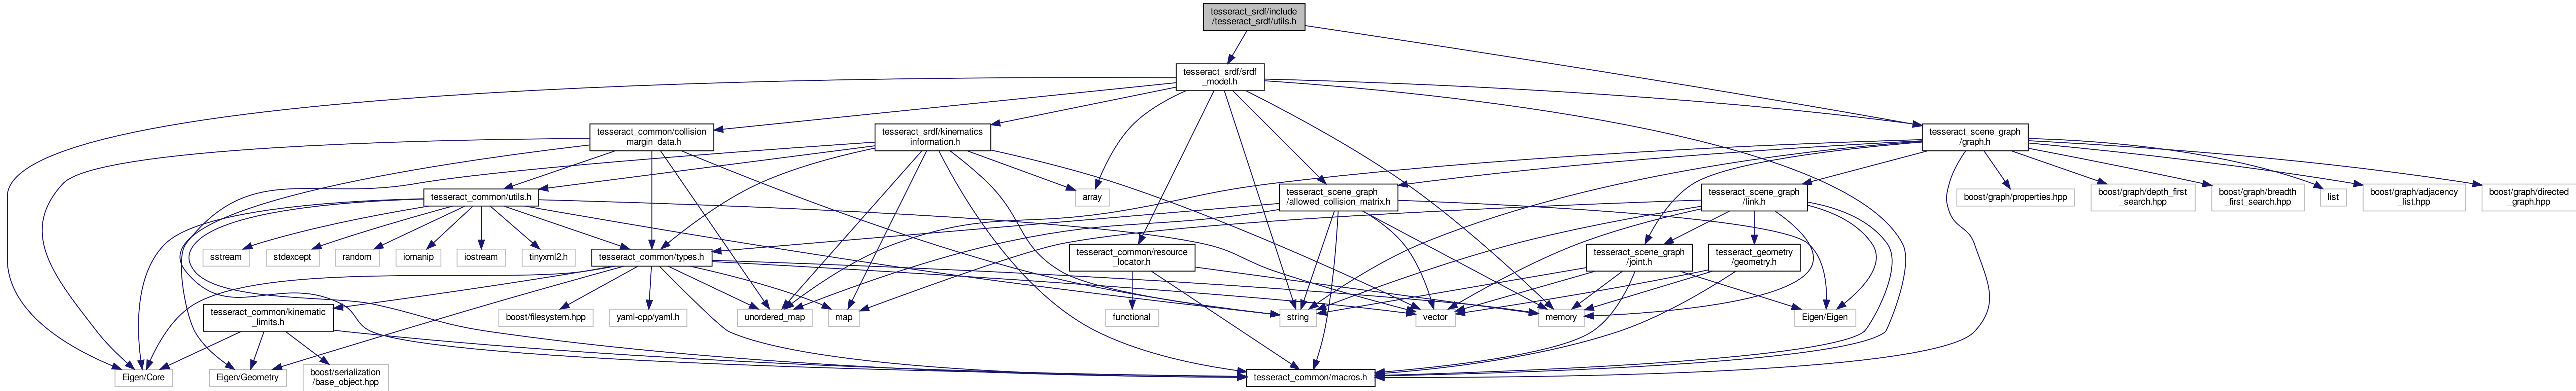 tesseract_srdf/include
/tesseract_srdf/utils.h
tesseract_srdf/srdf
_model.h
tesseract_common/collision
_margin_data.h
tesseract_srdf/kinematics
_information.h
tesseract_scene_graph
/graph.h
tesseract_common/utils.h
array
tesseract_scene_graph
/allowed_collision_matrix.h
tesseract_scene_graph
/link.h
boost/graph/properties.hpp
boost/graph/depth_first
_search.hpp
boost/graph/breadth
_first_search.hpp
list
boost/graph/adjacency
_list.hpp
boost/graph/directed
_graph.hpp
sstream
stdexcept
random
iomanip
iostream
tinyxml2.h
tesseract_common/types.h
tesseract_common/resource
_locator.h
tesseract_scene_graph
/joint.h
tesseract_geometry
/geometry.h
tesseract_common/kinematic
_limits.h
boost/filesystem.hpp
yaml-cpp/yaml.h
unordered_map
map
functional
string
vector
memory
Eigen/Eigen
Eigen/Core
Eigen/Geometry
boost/serialization
/base_object.hpp
tesseract_common/macros.h